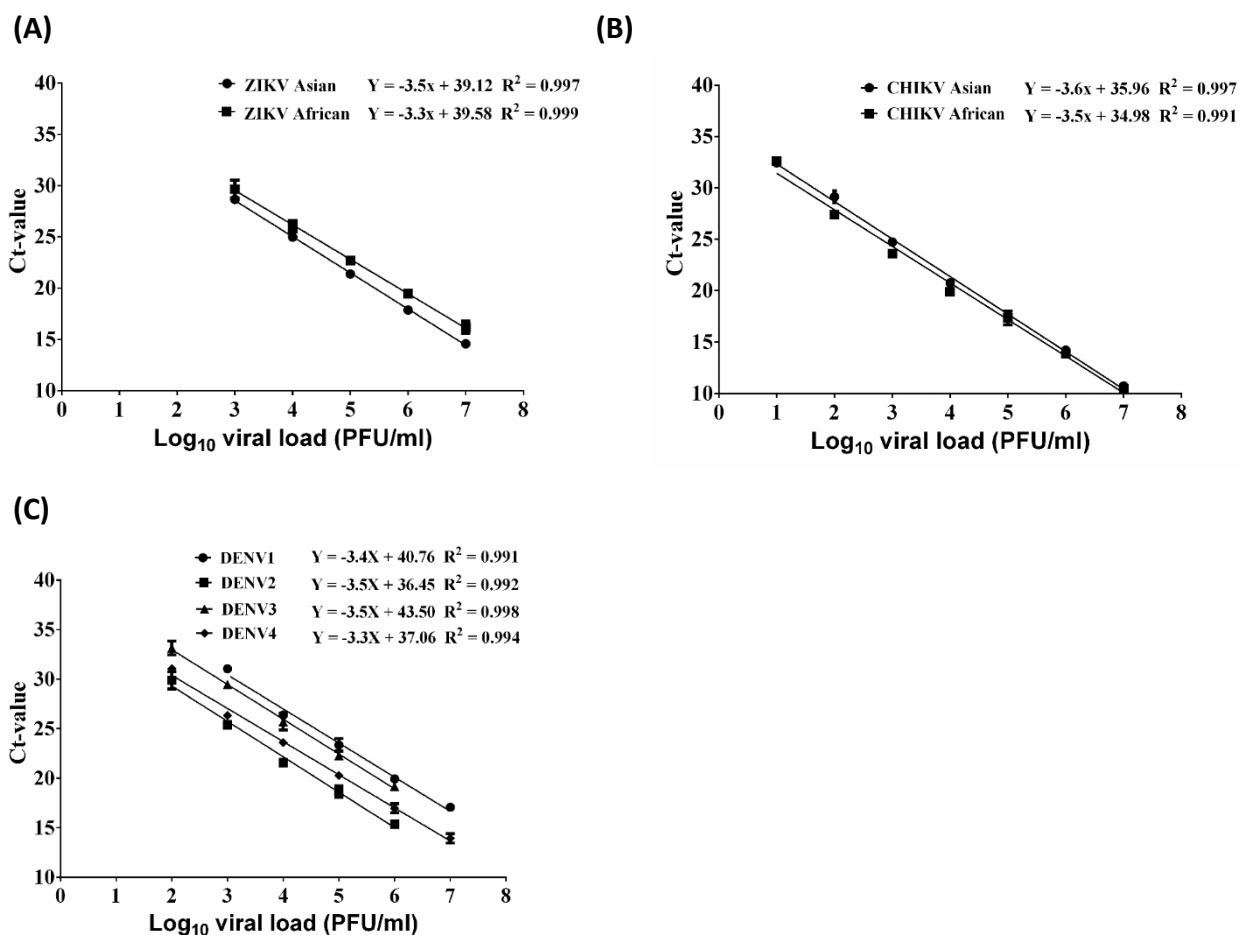 (A)
ZIKV Asian Y = -3.5x + 39.12 R² = 0.997
ZIKV African Y = -3.3x + 39.58 R² = 0.999
40
35
30
25
20
15
10
Ct-value
0 1 2 3 4 5 6 7 8
Log₁₀ viral load (PFU/ml)
(B)
CHIKV Asian Y = -3.6x + 35.96 R² = 0.997
CHIKV African Y = -3.5x + 34.98 R² = 0.991
40
35
30
25
20
15
10
Ct-value
0 1 2 3 4 5 6 7 8
Log₁₀ viral load (PFU/ml)
(C)
DENV1 Y = -3.4X + 40.76 R² = 0.991
DENV2 Y = -3.5X + 36.45 R² = 0.992
DENV3 Y = -3.5X + 43.50 R² = 0.998
DENV4 Y = -3.3X + 37.06 R² = 0.994
40
35
30
25
20
15
10
Ct-value
0 1 2 3 4 5 6 7 8
Log₁₀ viral load (PFU/ml)